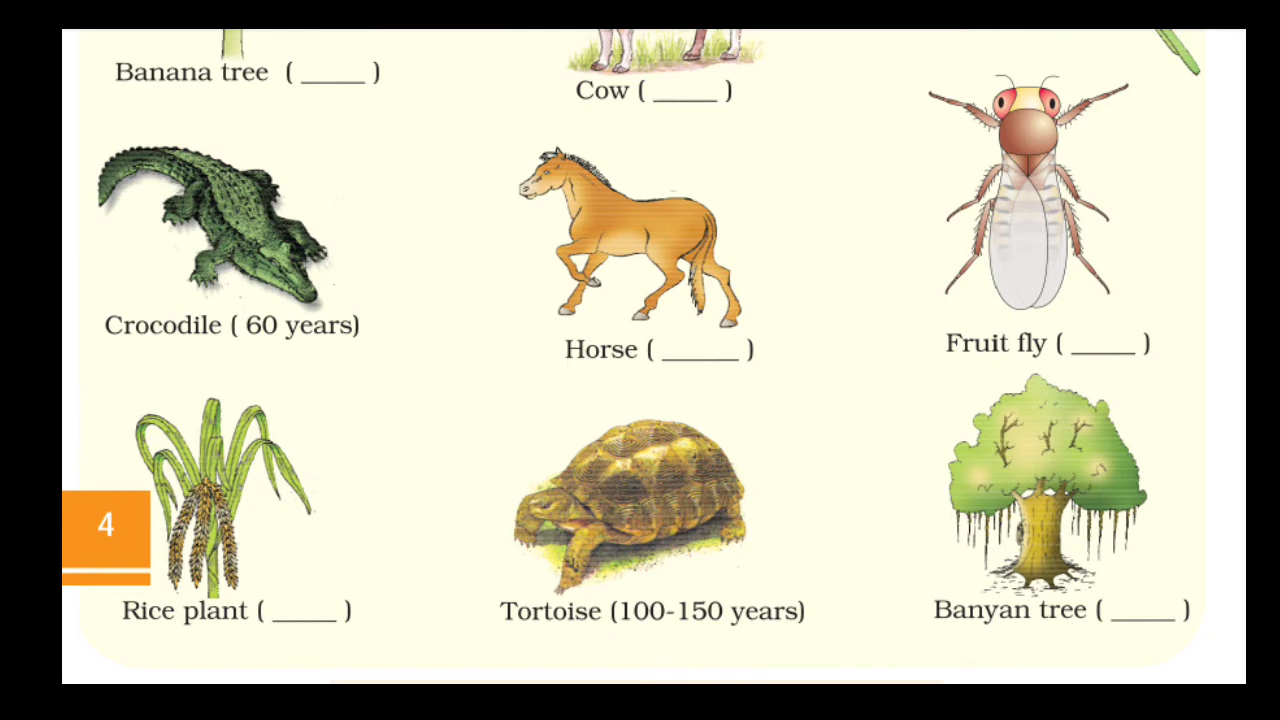 Banana tree ( _____ )
Cow ( _____ )
Crocodile ( 60 years)
Horse ( ______ )
Fruit fly ( _____ )
4
Rice plant ( _____ )
Tortoise (100-150 years)
Banyan tree ( _____ )